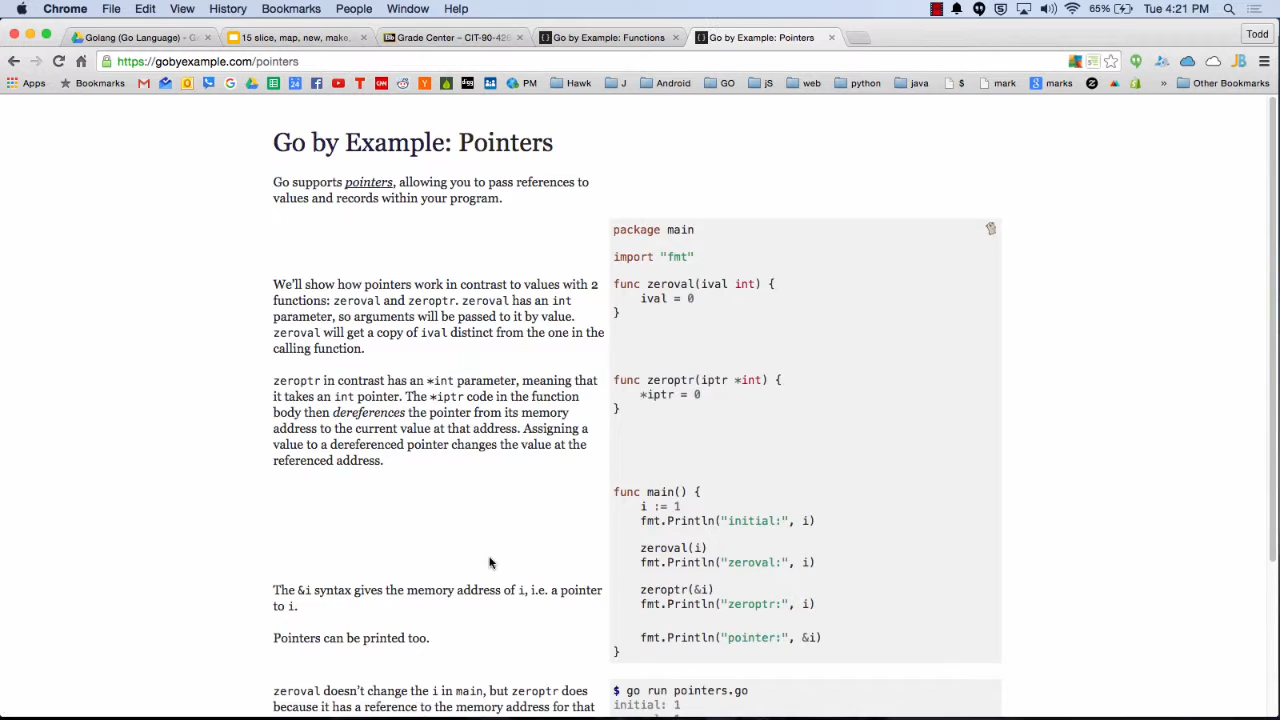 Chrome File Edit View History Bookmarks People Window Help
65% Tue 4:21 PM
Golang (Go Language) - G
15 slice, map, new, make,
Bb Grade Center – CIT-90-426
Go by Example: Functions
Go by Example: Pointers
Todd
https://gobyexample.com/pointers
Apps Bookmarks PM Hawk J Android GO jS web python java $ mark marks Other Bookmarks
Go by Example: Pointers
Go supports pointers, allowing you to pass references to
values and records within your program.
package main
import "fmt"
We'll show how pointers work in contrast to values with 2
functions: zeroval and zeroptr. zeroval has an int
parameter, so arguments will be passed to it by value.
zeroval will get a copy of ival distinct from the one in the
calling function.
func zeroval(ival int) {
ival = 0
}
zeroptr in contrast has an *int parameter, meaning that
it takes an int pointer. The *iptr code in the function
body then dereferences the pointer from its memory
address to the current value at that address. Assigning a
value to a dereferenced pointer changes the value at the
referenced address.
func zeroptr(iptr *int) {
*iptr = 0
}
func main() {
i := 1
fmt.Println("initial:", i)
zeroval(i)
fmt.Println("zeroval:", i)
The &i syntax gives the memory address of i, i.e. a pointer
to i.
zeroptr(&i)
fmt.Println("zeroptr:", i)
Pointers can be printed too.
fmt.Println("pointer:", &i)
}
zeroval doesn't change the i in main, but zeroptr does
because it has a reference to the memory address for that
$ go run pointers.go
initial: 1